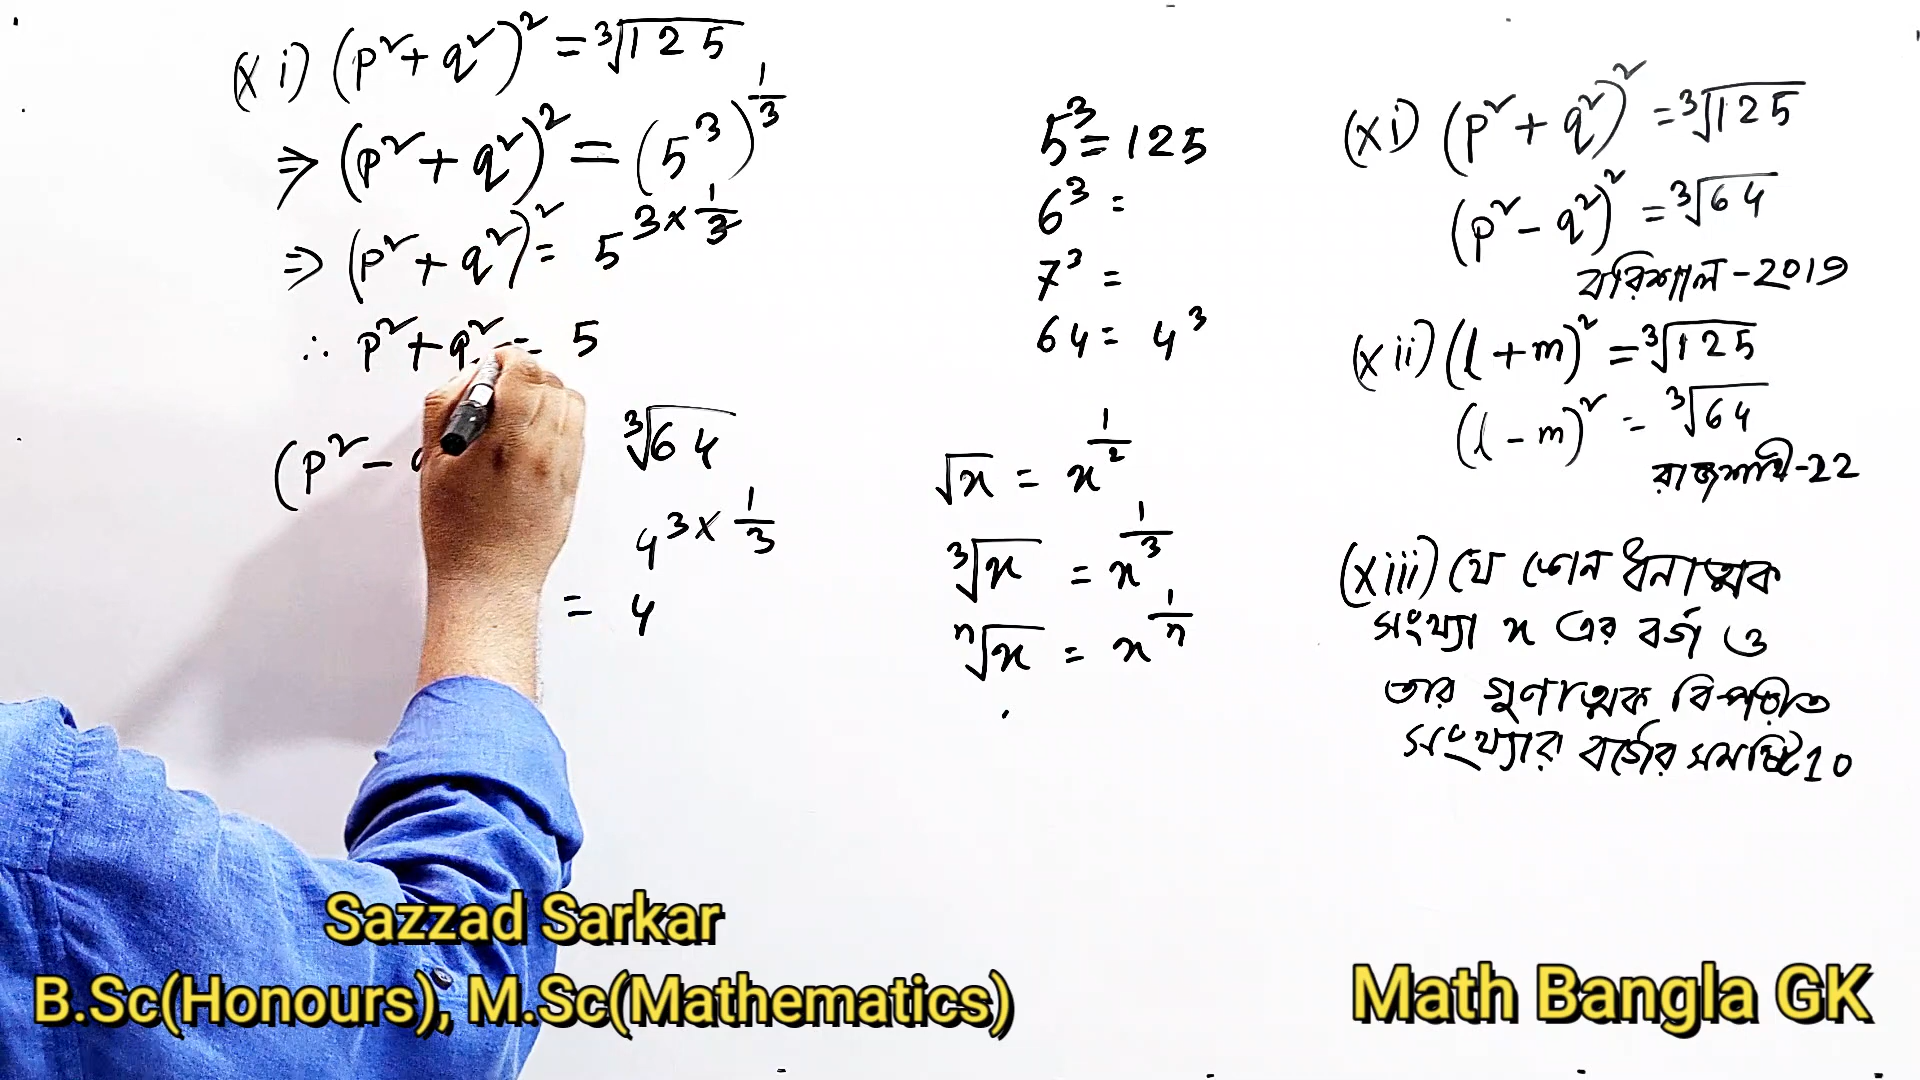 (xi) (p² + q²)² = ∛125
⇒ (p² + q²)² = (5³)^(1/3)
⇒ (p² + q²)² = 5^(3×1/3)
∴ p² + q² = 5
(p² − ∛64
4^(3×1/3)
= 4
5³ = 125
6³ =
7³ =
64 = 4³
√x = x^(1/2)
∛x = x^(1/3)
ⁿ√x = x^(1/n)
(xi) (p² + q²)² = ∛125
(p² − q²)² = ∛64
বরিশাল-2019
(xii) (l + m)² = ∛125
(l − m)² = ∛64
রাজশাহী-22
(xiii) যে কোন ধনাত্মক
সংখ্যা x এর বর্গ ও
তার গুণাত্মক বিপরীত
সংখ্যার বর্গের সমষ্টি 10
Sazzad Sarkar
B.Sc(Honours), M.Sc(Mathematics)
Math Bangla GK